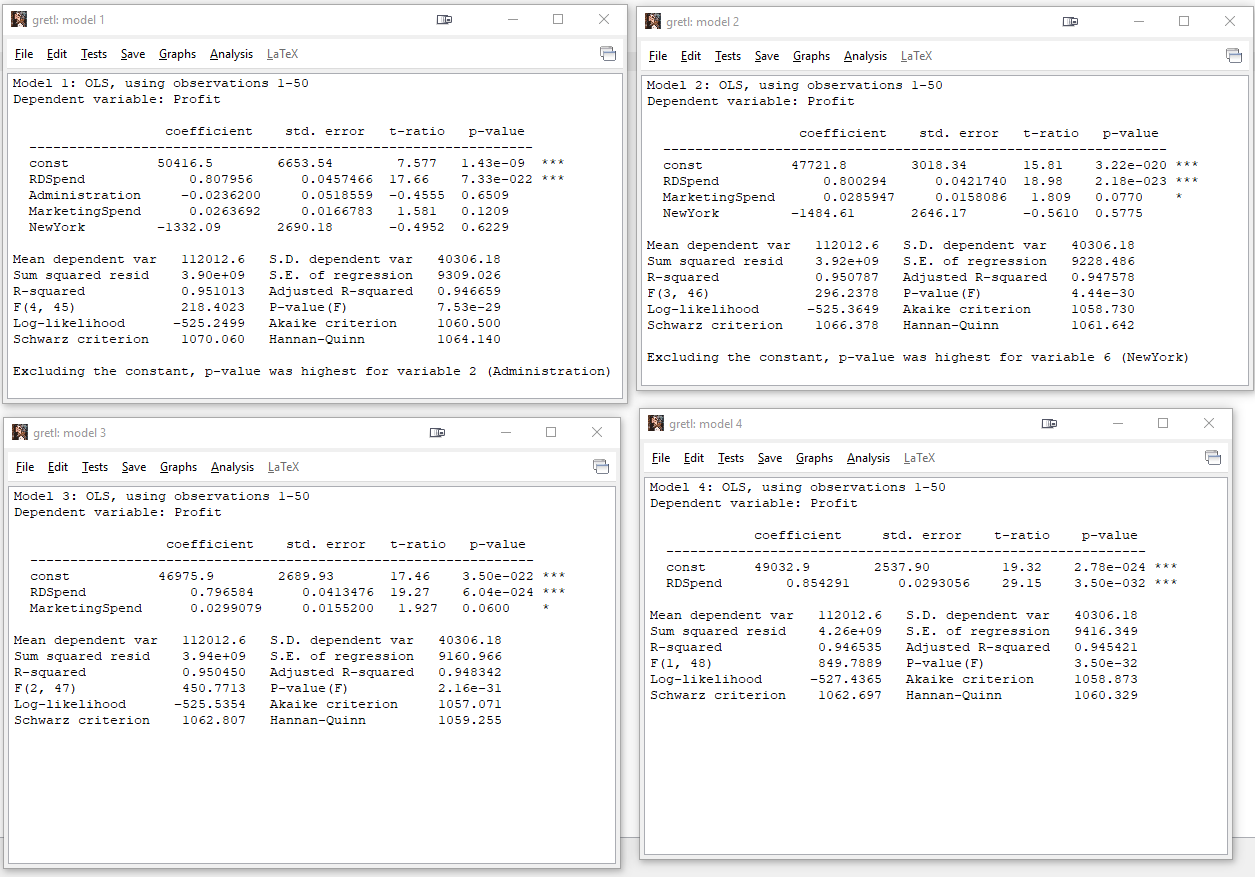 gretl: model 1
File Edit Tests Save Graphs Analysis LaTeX
Model 1: OLS, using observations 1-50
Dependent variable: Profit
coefficient std. error t-ratio p-value
const 50416.5 6653.54 7.577 1.43e-09 ***
RDSpend 0.807956 0.0457466 17.66 7.33e-022 ***
Administration -0.0236200 0.0518559 -0.4555 0.6509
MarketingSpend 0.0263692 0.0166783 1.581 0.1209
NewYork -1332.09 2690.18 -0.4952 0.6229
Mean dependent var 112012.6 S.D. dependent var 40306.18
Sum squared resid 3.90e+09 S.E. of regression 9309.026
R-squared 0.951013 Adjusted R-squared 0.946659
F(4, 45) 218.4023 P-value(F) 7.53e-29
Log-likelihood -525.2499 Akaike criterion 1060.500
Schwarz criterion 1070.060 Hannan-Quinn 1064.140
Excluding the constant, p-value was highest for variable 2 (Administration)
gretl: model 2
File Edit Tests Save Graphs Analysis LaTeX
Model 2: OLS, using observations 1-50
Dependent variable: Profit
coefficient std. error t-ratio p-value
const 47721.8 3018.34 15.81 3.22e-020 ***
RDSpend 0.800294 0.0421740 18.98 2.18e-023 ***
MarketingSpend 0.0285947 0.0158086 1.809 0.0770 *
NewYork -1484.61 2646.17 -0.5610 0.5775
Mean dependent var 112012.6 S.D. dependent var 40306.18
Sum squared resid 3.92e+09 S.E. of regression 9228.486
R-squared 0.950787 Adjusted R-squared 0.947578
F(3, 46) 296.2378 P-value(F) 4.44e-30
Log-likelihood -525.3649 Akaike criterion 1058.730
Schwarz criterion 1066.378 Hannan-Quinn 1061.642
Excluding the constant, p-value was highest for variable 6 (NewYork)
gretl: model 3
File Edit Tests Save Graphs Analysis LaTeX
Model 3: OLS, using observations 1-50
Dependent variable: Profit
coefficient std. error t-ratio p-value
const 46975.9 2689.93 17.46 3.50e-022 ***
RDSpend 0.796584 0.0413476 19.27 6.04e-024 ***
MarketingSpend 0.0299079 0.0155200 1.927 0.0600 *
Mean dependent var 112012.6 S.D. dependent var 40306.18
Sum squared resid 3.94e+09 S.E. of regression 9160.966
R-squared 0.950450 Adjusted R-squared 0.948342
F(2, 47) 450.7713 P-value(F) 2.16e-31
Log-likelihood -525.5354 Akaike criterion 1057.071
Schwarz criterion 1062.807 Hannan-Quinn 1059.255
gretl: model 4
File Edit Tests Save Graphs Analysis LaTeX
Model 4: OLS, using observations 1-50
Dependent variable: Profit
coefficient std. error t-ratio p-value
const 49032.9 2537.90 19.32 2.78e-024 ***
RDSpend 0.854291 0.0293056 29.15 3.50e-032 ***
Mean dependent var 112012.6 S.D. dependent var 40306.18
Sum squared resid 4.26e+09 S.E. of regression 9416.349
R-squared 0.946535 Adjusted R-squared 0.945421
F(1, 48) 849.7889 P-value(F) 3.50e-32
Log-likelihood -527.4365 Akaike criterion 1058.873
Schwarz criterion 1062.697 Hannan-Quinn 1060.329